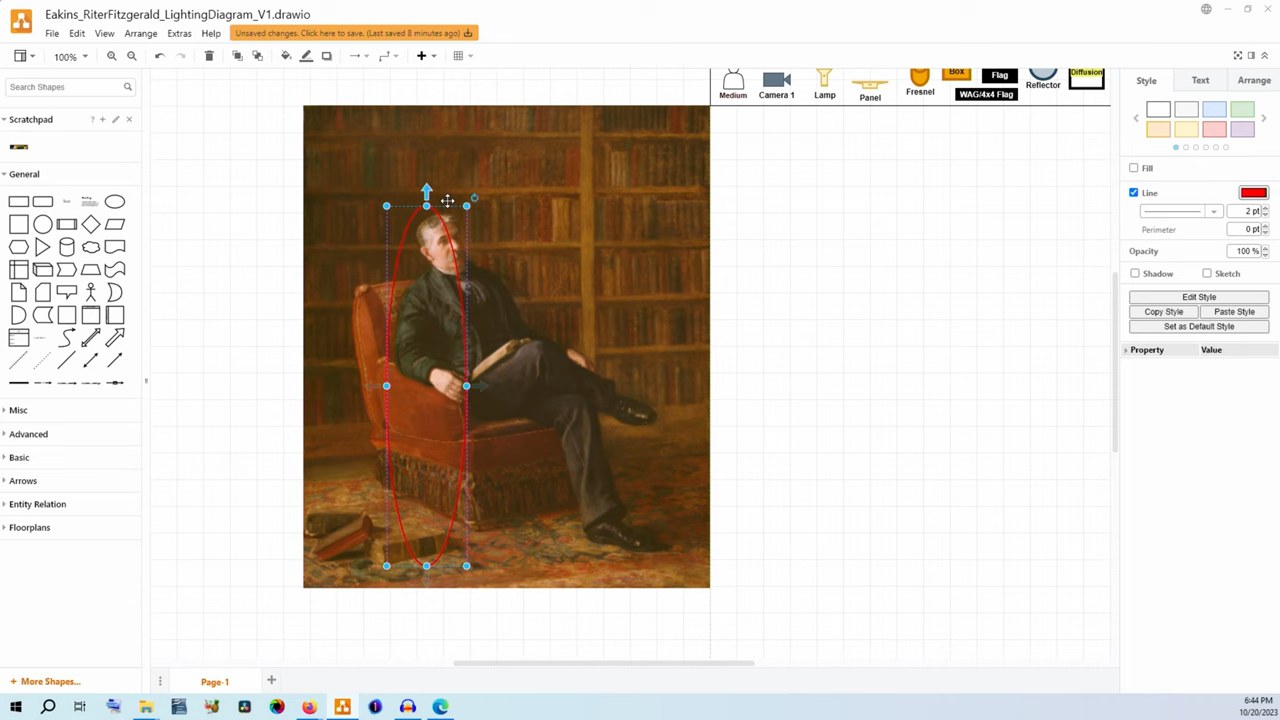 Eakins_RiterFitzgerald_LightingDiagram_V1.drawio
File Edit View Arrange Extras Help
Unsaved changes. Click here to save. (Last saved 8 minutes ago)
100%
Search Shapes
Scratchpad
?
General
Text
Misc
Advanced
Basic
Arrows
Entity Relation
Floorplans
+ More Shapes...
Page-1
Medium
Camera 1
Lamp
Panel
Fresnel
Box
Flag
WAG/4x4 Flag
Reflector
Diffusion
Style Text Arrange
Fill
Line
2 pt
Perimeter
0 pt
Opacity
100 %
Shadow
Sketch
Edit Style
Copy Style
Paste Style
Set as Default Style
Property Value
6:44 PM
10/20/2023